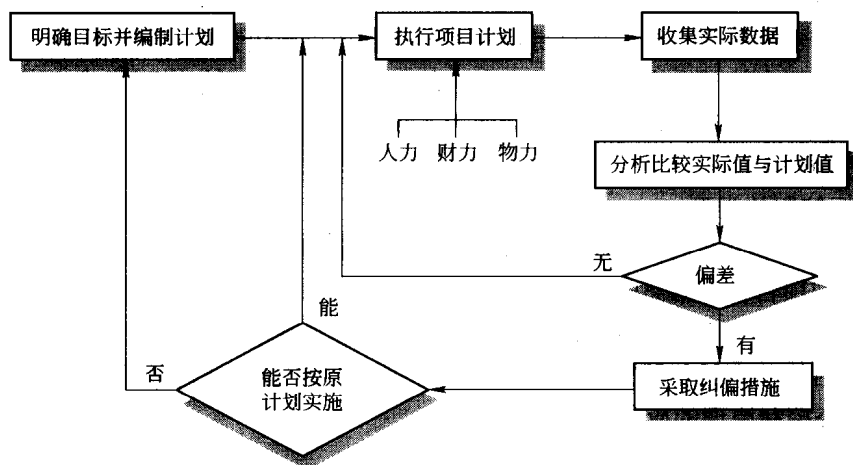 明确目标并编制计划
执行项目计划
收集实际数据
人力
财力
物力
分析比较实际值与计划值
无
偏差
能
有
否
能否按原
计划实施
采取纠偏措施